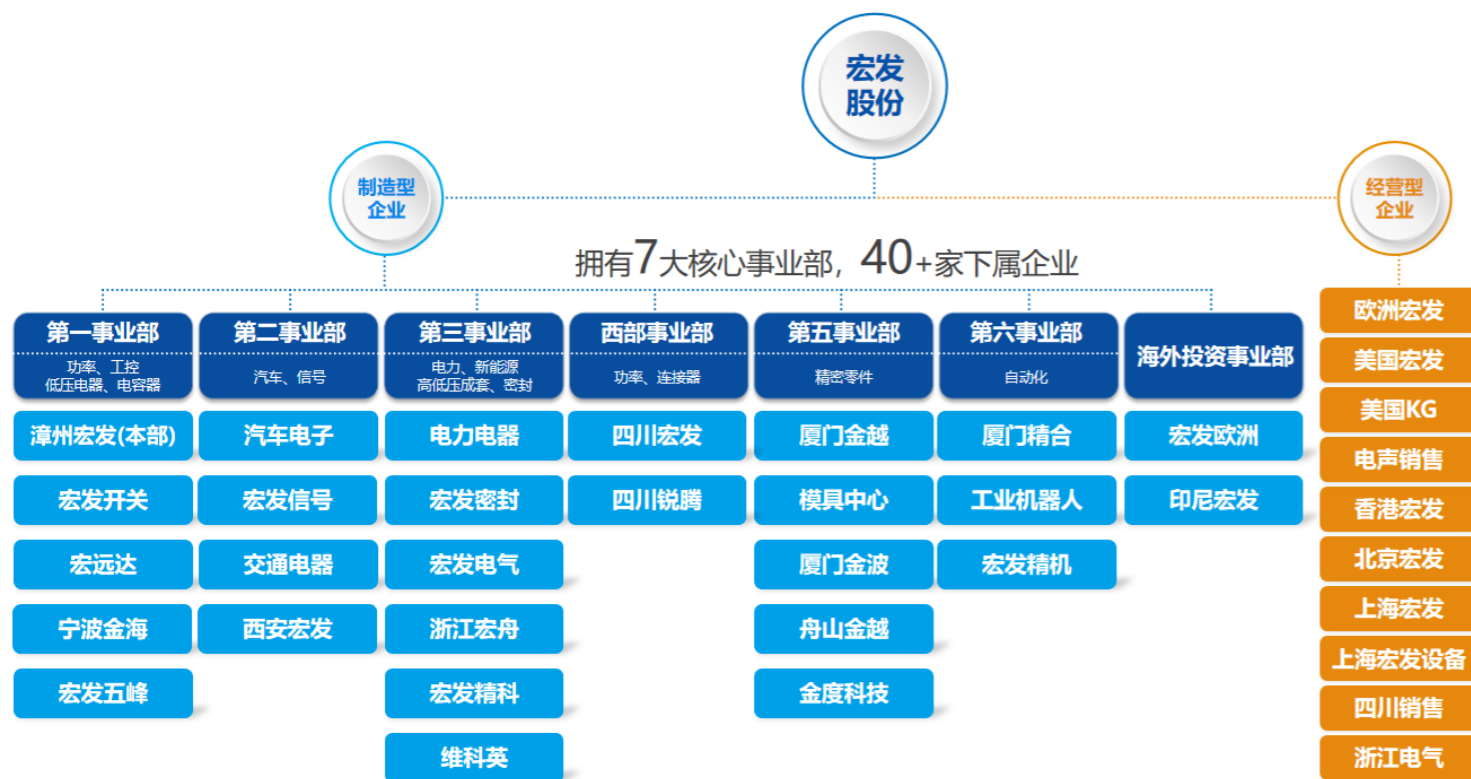 宏发
股份
制造型
企业
经营型
企业
拥有7大核心事业部，40+家下属企业
第一事业部
功率、工控
低压电器、电容器
漳州宏发(本部)
宏发开关
宏远达
宁波金海
宏发五峰
第二事业部
汽车、信号
汽车电子
宏发信号
交通电器
西安宏发
第三事业部
电力、新能源
高低压成套、密封
电力电器
宏发密封
宏发电气
浙江宏舟
宏发精科
维科英
西部事业部
功率、连接器
四川宏发
四川锐腾
第五事业部
精密零件
厦门金越
模具中心
厦门金波
舟山金越
金度科技
第六事业部
自动化
厦门精合
工业机器人
宏发精机
海外投资事业部
宏发欧洲
印尼宏发
欧洲宏发
美国宏发
美国KG
电声销售
香港宏发
北京宏发
上海宏发
上海宏发设备
四川销售
浙江电气